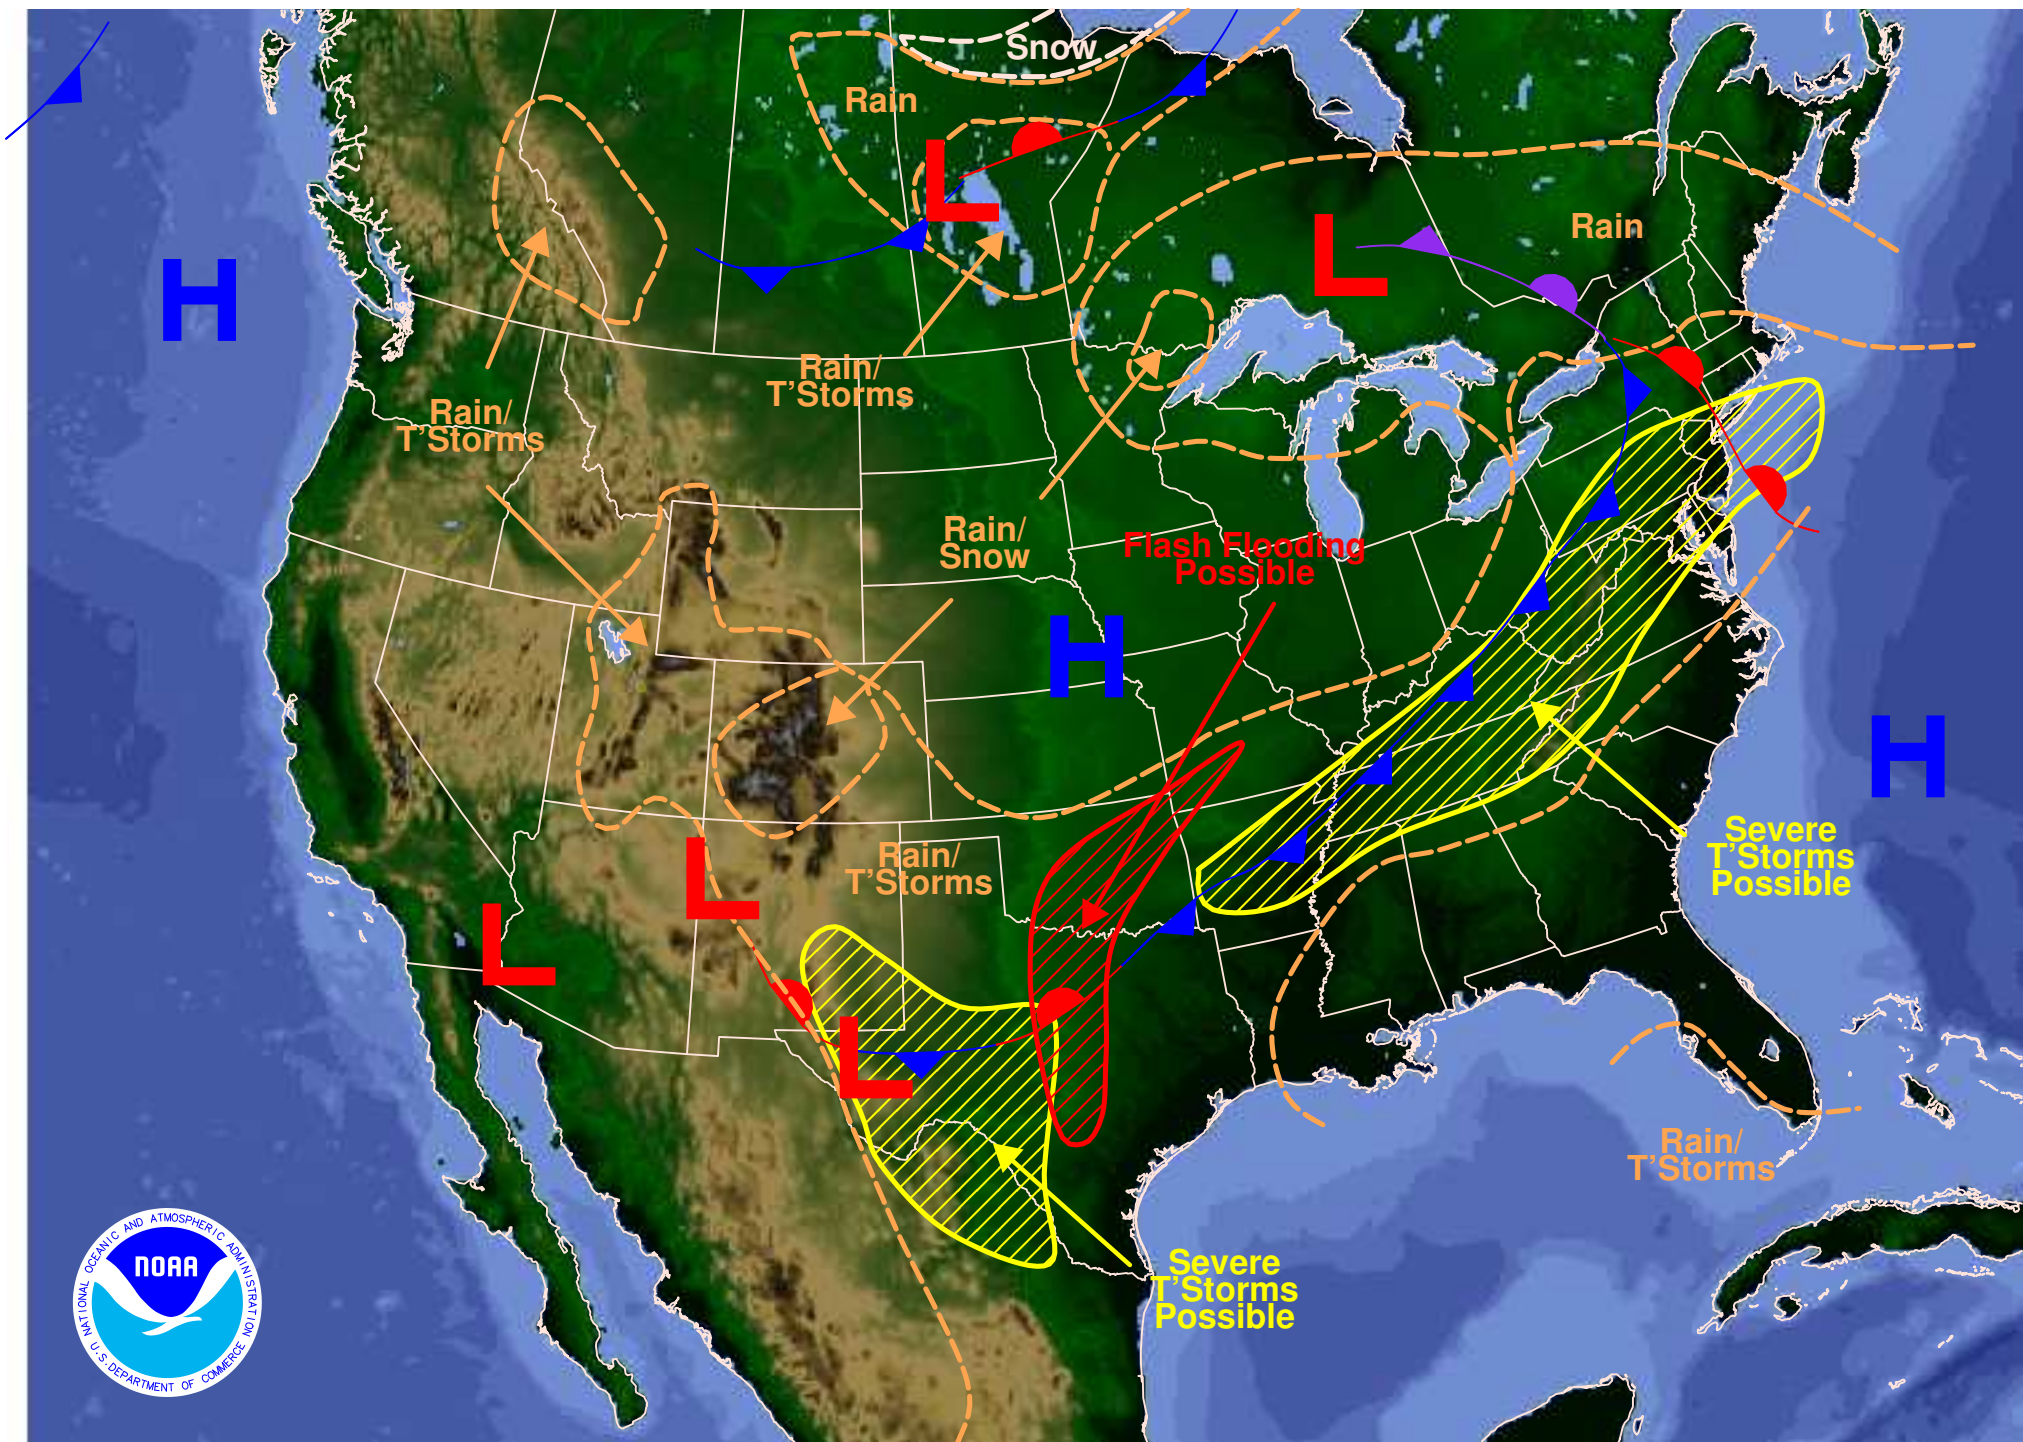 Snow
Rain
L
Rain
L
H
Rain/
T'Storms
Rain/
T'Storms
Rain/
Snow
Flash Flooding
Possible
H
H
Severe
T'Storms
Possible
L
Rain/
T'Storms
L
L
Rain/
T'Storms
Severe
T'Storms
Possible
NATIONAL OCEANIC AND ATMOSPHERIC ADMINISTRATION
NOAA
U.S. DEPARTMENT OF COMMERCE